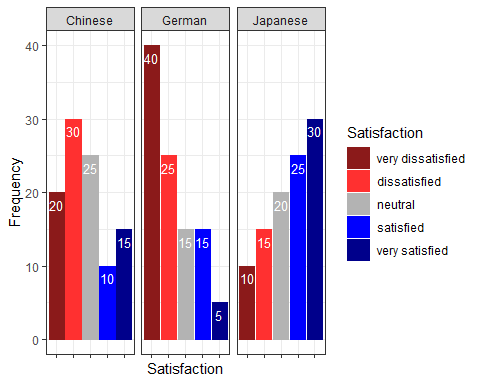 Chinese German Japanese
40
30
20
10
0
Frequency
20 30 25 10 15
40 25 15 15 5
10 15 20 25 30
Satisfaction
Satisfaction
very dissatisfied
dissatisfied
neutral
satisfied
very satisfied